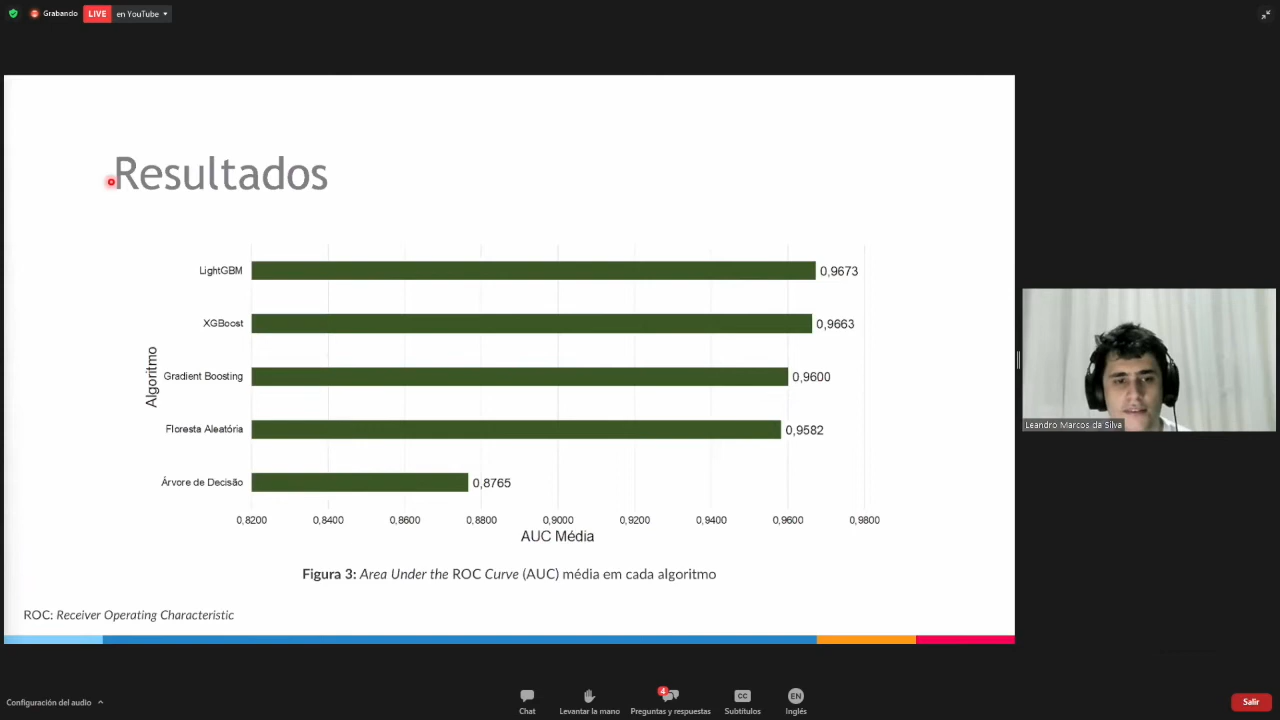 Grabando LIVE en YouTube
Resultados
Algoritmo
LightGBM 0,9673
XGBoost 0,9663
Gradient Boosting 0,9600
Floresta Aleatória 0,9582
Árvore de Decisão 0,8765
0,8200 0,8400 0,8600 0,8800 0,9000 0,9200 0,9400 0,9600 0,9800
AUC Média
Figura 3: Area Under the ROC Curve (AUC) média em cada algoritmo
ROC: Receiver Operating Characteristic
Leandro Marcos da Silva
Configuración del audio
Chat
Levantar la mano
4
Preguntas y respuestas
CC
Subtítulos
EN
Inglés
Salir